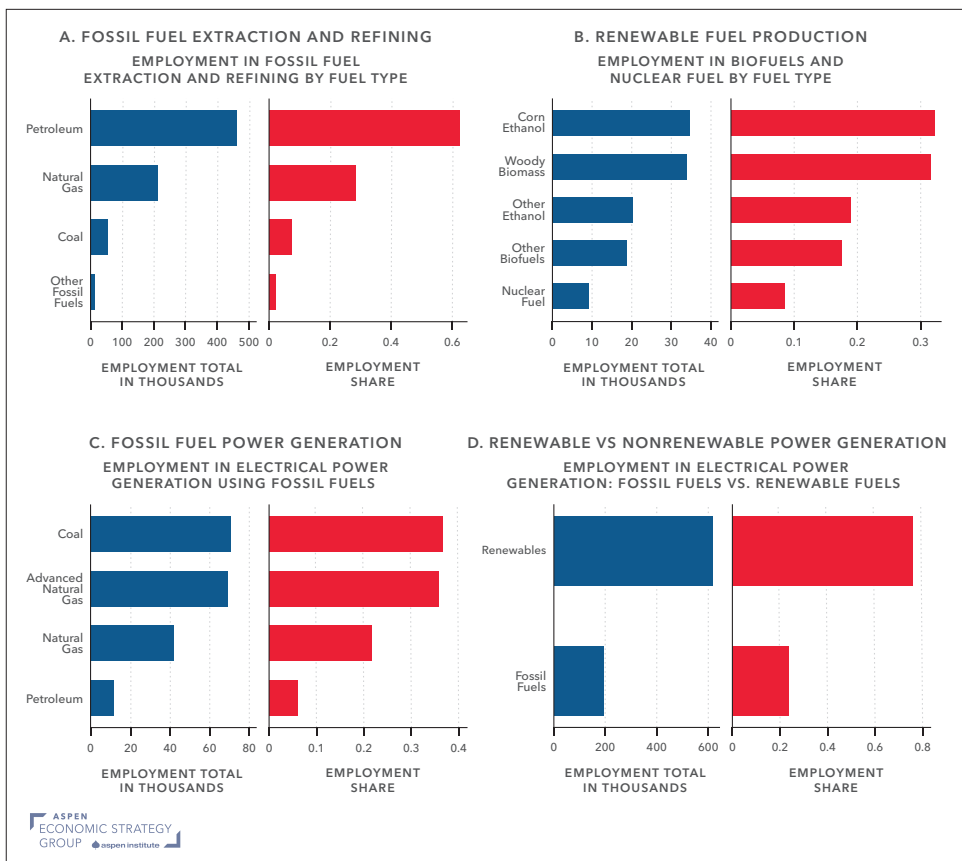 A. FOSSIL FUEL EXTRACTION AND REFINING
EMPLOYMENT IN FOSSIL FUEL
EXTRACTION AND REFINING BY FUEL TYPE
Petroleum
Natural
Gas
Coal
Other
Fossil
Fuels
0 100 200 300 400 500
EMPLOYMENT TOTAL
IN THOUSANDS
0 0.2 0.4 0.6
EMPLOYMENT
SHARE
B. RENEWABLE FUEL PRODUCTION
EMPLOYMENT IN BIOFUELS AND
NUCLEAR FUEL BY FUEL TYPE
Corn
Ethanol
Woody
Biomass
Other
Ethanol
Other
Biofuels
Nuclear
Fuel
0 10 20 30 40
EMPLOYMENT TOTAL
IN THOUSANDS
0 0.1 0.2 0.3
EMPLOYMENT
SHARE
C. FOSSIL FUEL POWER GENERATION
EMPLOYMENT IN ELECTRICAL POWER
GENERATION USING FOSSIL FUELS
Coal
Advanced
Natural
Gas
Natural
Gas
Petroleum
0 20 40 60 80
EMPLOYMENT TOTAL
IN THOUSANDS
0 0.1 0.2 0.3 0.4
EMPLOYMENT
SHARE
D. RENEWABLE VS NONRENEWABLE POWER GENERATION
EMPLOYMENT IN ELECTRICAL POWER
GENERATION: FOSSIL FUELS VS. RENEWABLE FUELS
Renewables
Fossil
Fuels
0 200 400 600
EMPLOYMENT TOTAL
IN THOUSANDS
0 0.2 0.4 0.6 0.8
EMPLOYMENT
SHARE
ASPEN
ECONOMIC STRATEGY
GROUP aspen institute